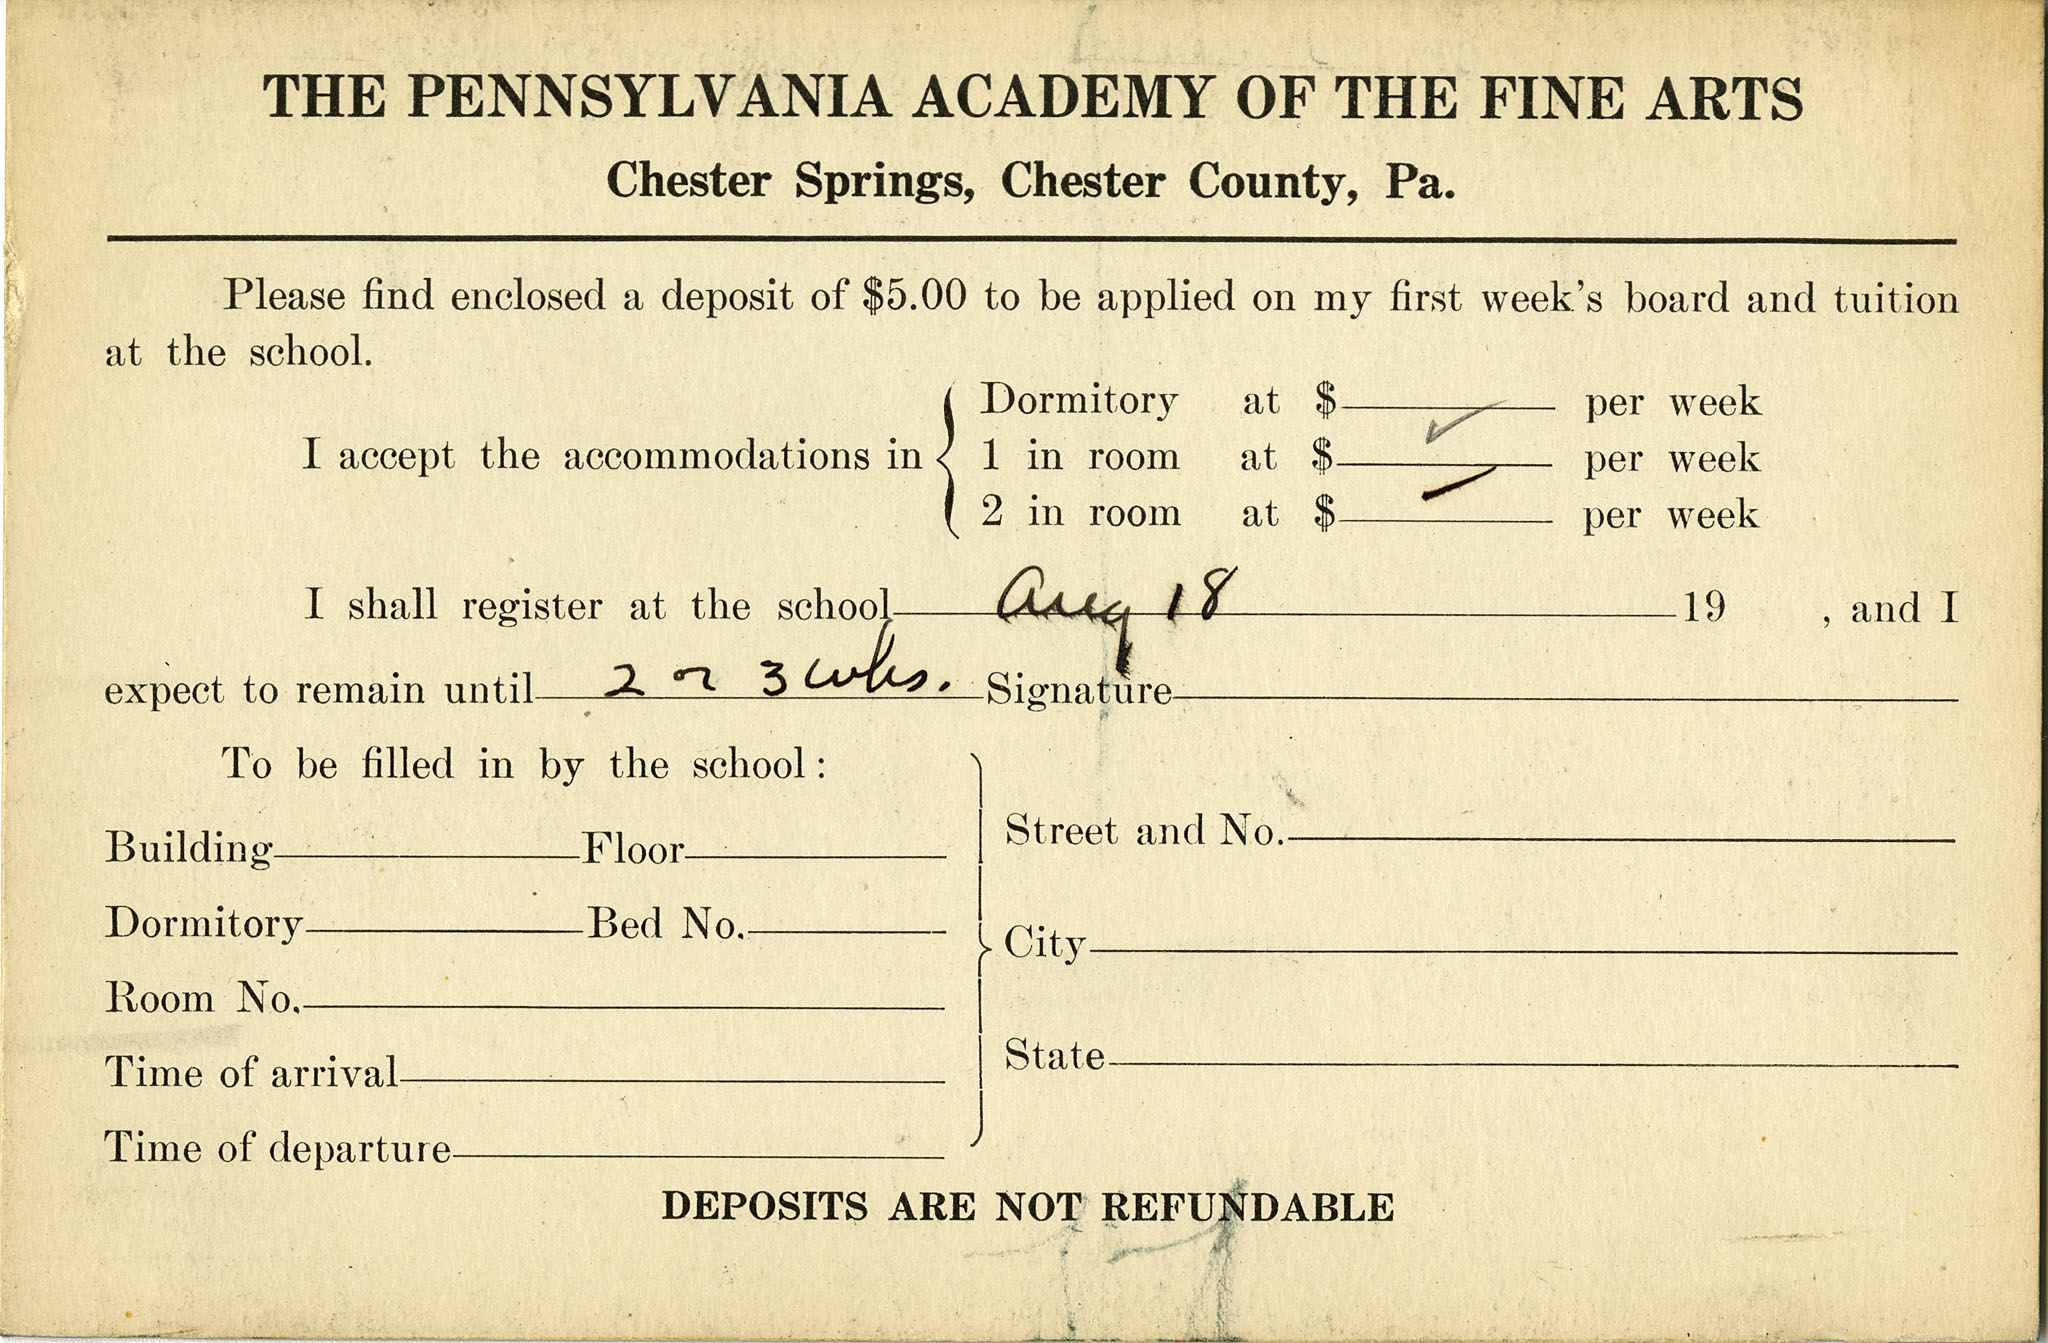 THE PENNSYLVANIA ACADEMY OF THE FINE ARTS
Chester Springs, Chester County, Pa.
Please find enclosed a deposit of $5.00 to be applied on my first week's board and tuition
at the school.
Dormitory at $ per week
I accept the accommodations in 1 in room at $ per week
2 in room at $ per week
I shall register at the school Aug 18 19 , and I
expect to remain until 2 or 3 wks. Signature
To be filled in by the school:
Building Floor
Dormitory Bed No.
Room No.
Time of arrival
Time of departure
Street and No.
City
State
DEPOSITS ARE NOT REFUNDABLE